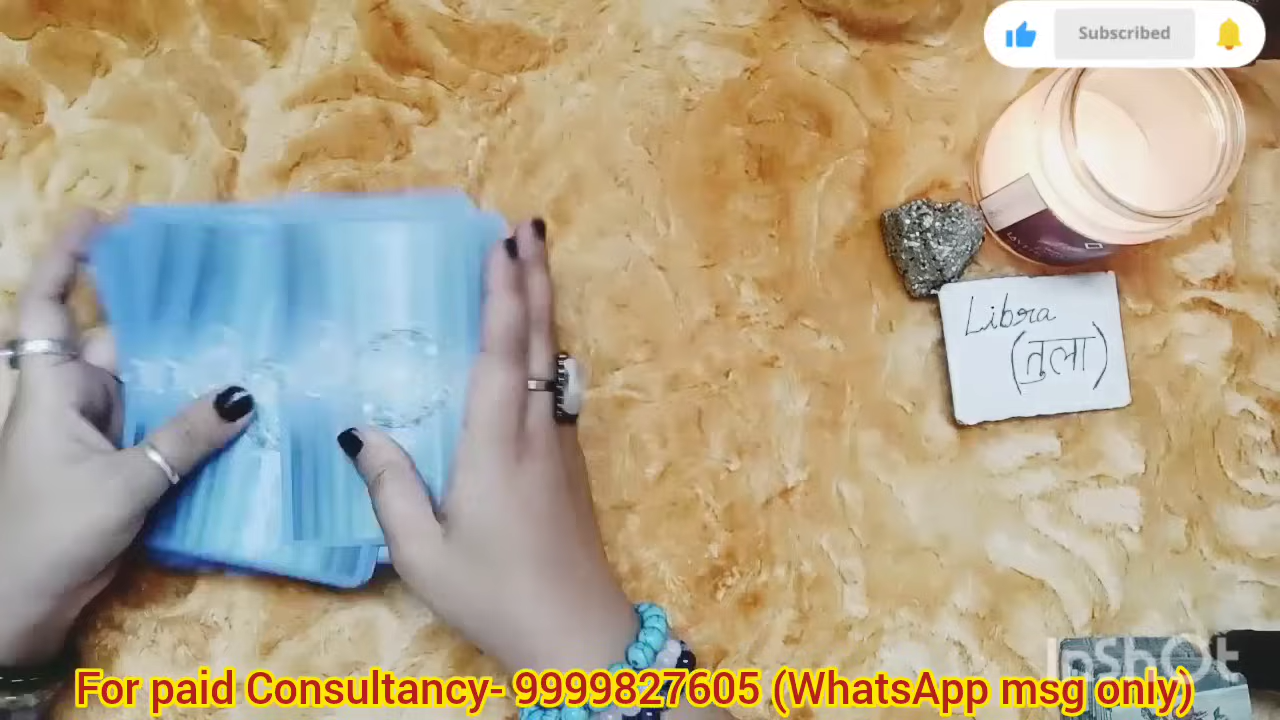 Subscribed
Libra
(तुला)
InShOt
For paid Consultancy- 9999827605 (WhatsApp msg only)